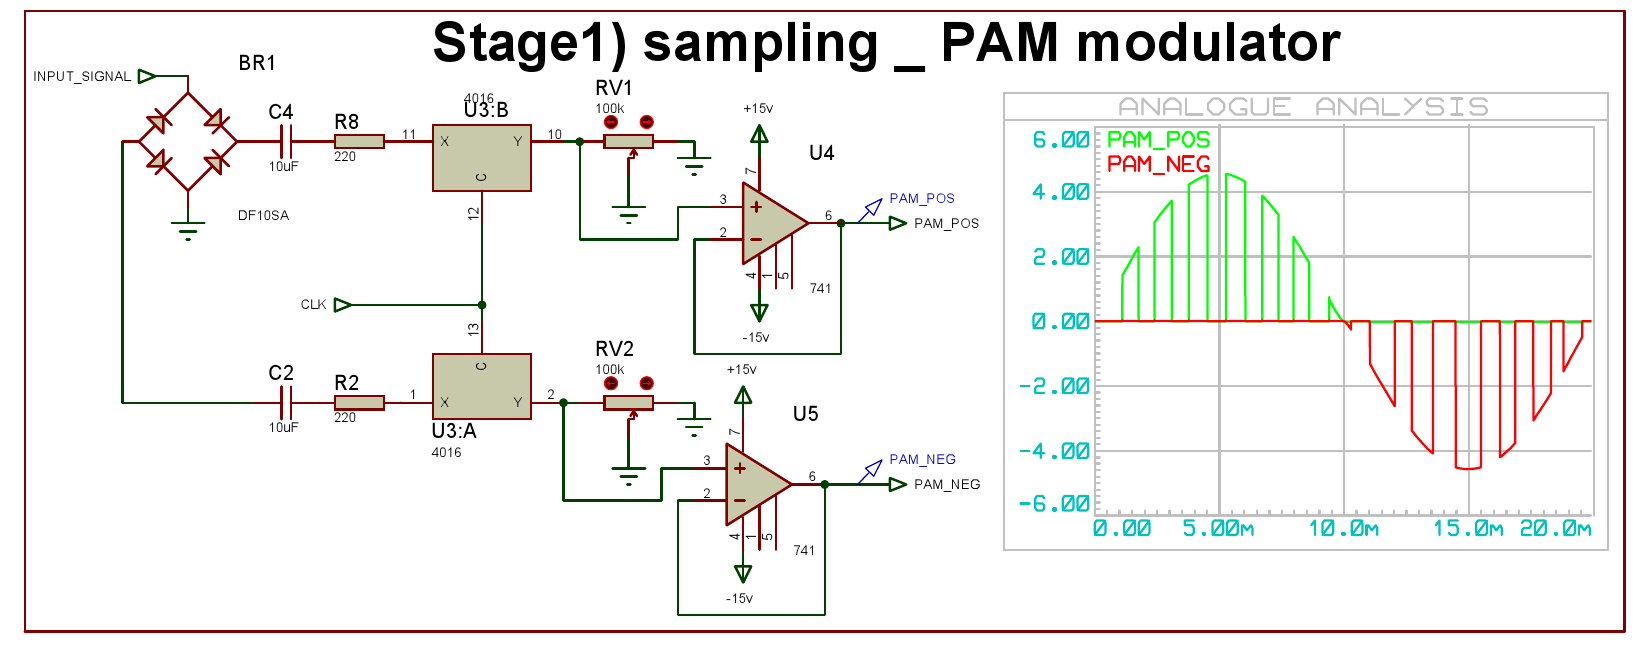 Stage1) sampling _ PAM modulator
INPUT_SIGNAL
BR1
DF10SA
C4
10uF
R8
220
11
4016
U3:B
X
Y
C
10
12
RV1
100k
+15v
7
U4
3
2
+
-
6
4
1
5
741
-15v
PAM_POS
PAM_POS
CLK
13
C2
10uF
R2
220
1
C
X
Y
U3:A
4016
2
RV2
100k
+15v
7
U5
3
2
+
-
6
4
1
5
741
-15v
PAM_NEG
PAM_NEG
ANALOGUE ANALYSIS
PAM_POS
PAM_NEG
6.00
4.00
2.00
0.00
-2.00
-4.00
-6.00
0.00
5.00m
10.0m
15.0m
20.0m